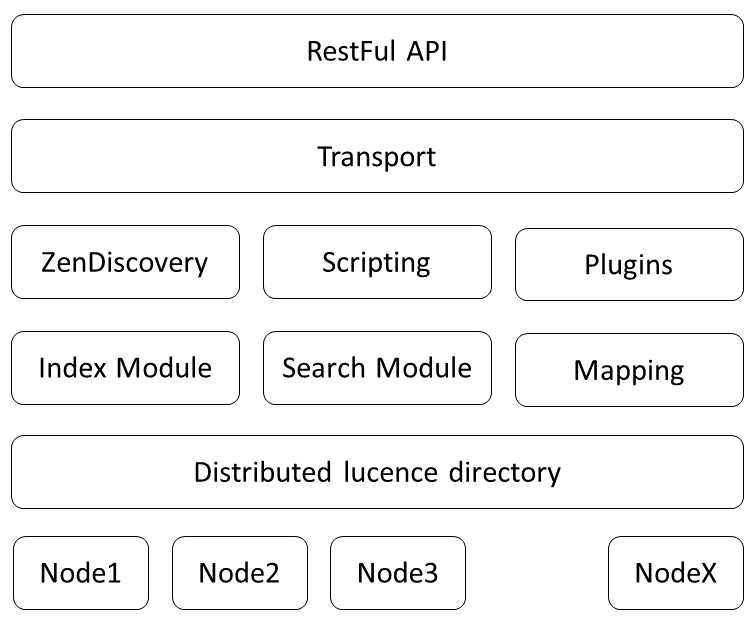 RestFul API
Transport
ZenDiscovery
Scripting
Plugins
Index Module
Search Module
Mapping
Distributed lucence directory
Node1
Node2
Node3
NodeX